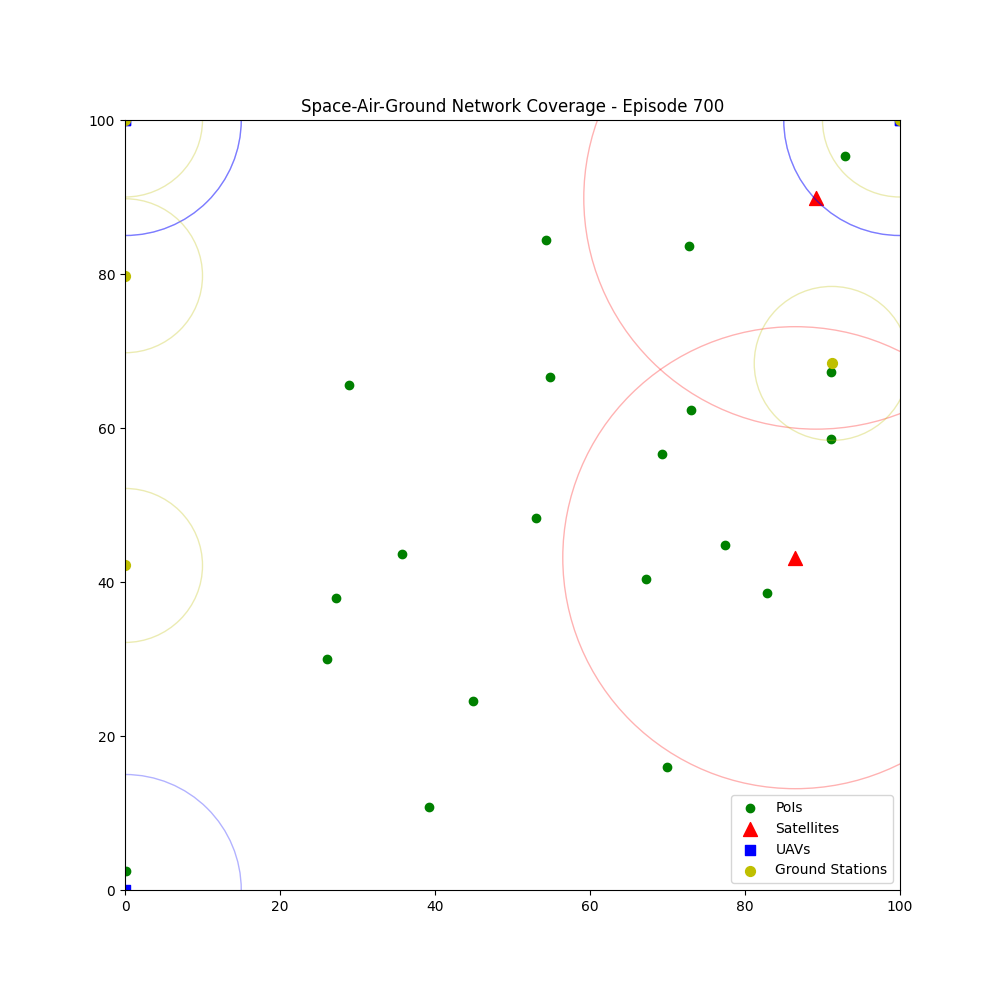 Space-Air-Ground Network Coverage - Episode 700
100
80
60
40
20
0
0 20 40 60 80 100
PoIs
Satellites
UAVs
Ground Stations